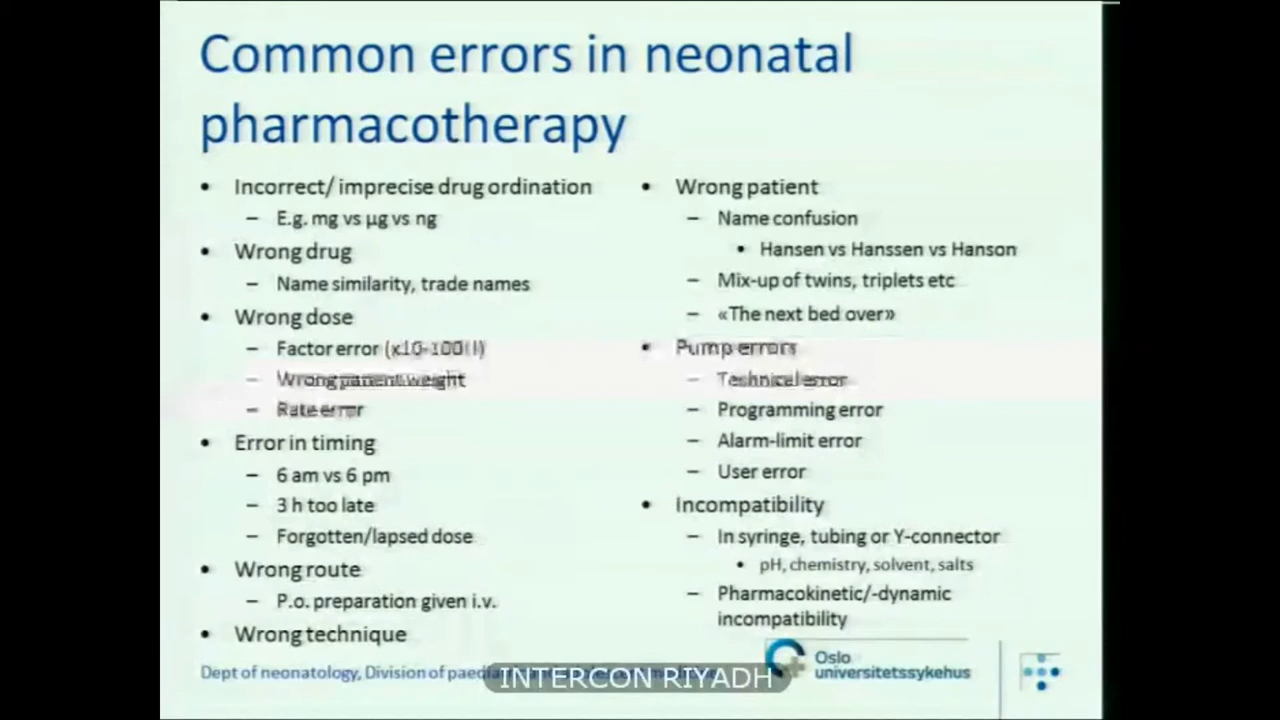 Common errors in neonatal
pharmacotherapy
• Incorrect/ imprecise drug ordination
– E.g. mg vs µg vs ng
• Wrong drug
– Name similarity, trade names
• Wrong dose
– Factor error (x10-100!!)
– Wrong patient weight
– Rate error
• Error in timing
– 6 am vs 6 pm
– 3 h too late
– Forgotten/lapsed dose
• Wrong route
– P.o. preparation given i.v.
• Wrong technique
• Wrong patient
– Name confusion
• Hansen vs Hanssen vs Hanson
– Mix-up of twins, triplets etc
– «The next bed over»
• Pump errors
– Technical error
– Programming error
– Alarm-limit error
– User error
• Incompatibility
– In syringe, tubing or Y-connector
• pH, chemistry, solvent, salts
– Pharmacokinetic/-dynamic
incompatibility
Dept of neonatology, Division of
INTERCON RIYADH
Oslo
universitetssykehus